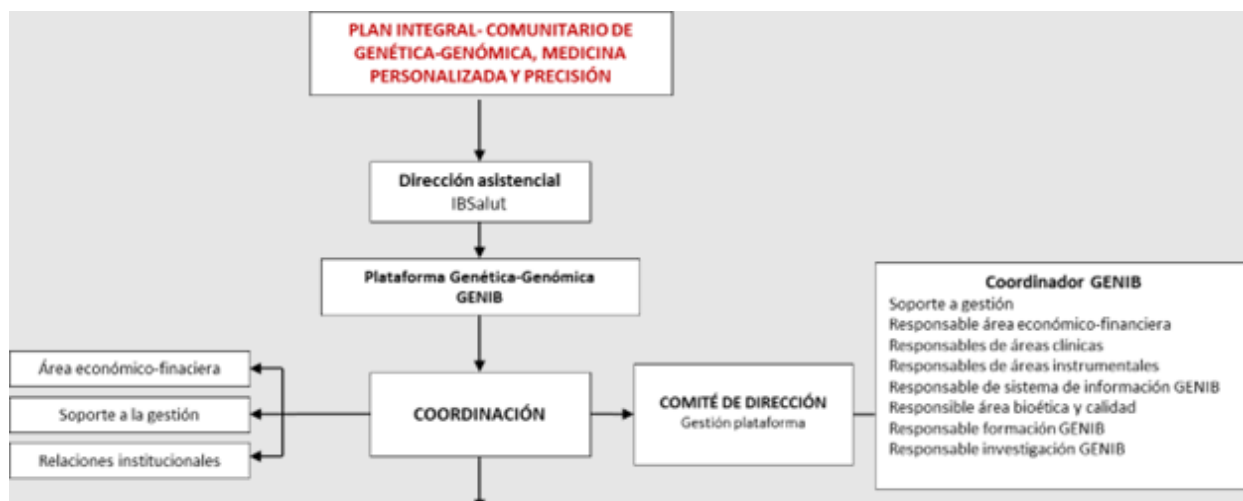 PLAN INTEGRAL- COMUNITARIO DE
GENÉTICA-GENÓMICA, MEDICINA
PERSONALIZADA Y PRECISIÓN
Dirección asistencial
IBSalut
Plataforma Genética-Genómica
GENIB
Área económico-finaciera
Soporte a la gestión
Relaciones institucionales
COORDINACIÓN
COMITÉ DE DIRECCIÓN
Gestión plataforma
Coordinador GENIB
Soporte a gestión
Responsable área económico-financiera
Responsables de áreas clínicas
Responsables de áreas instrumentales
Responsable de sistema de información GENIB
Responsible área bioética y calidad
Responsable formación GENIB
Responsable investigación GENIB